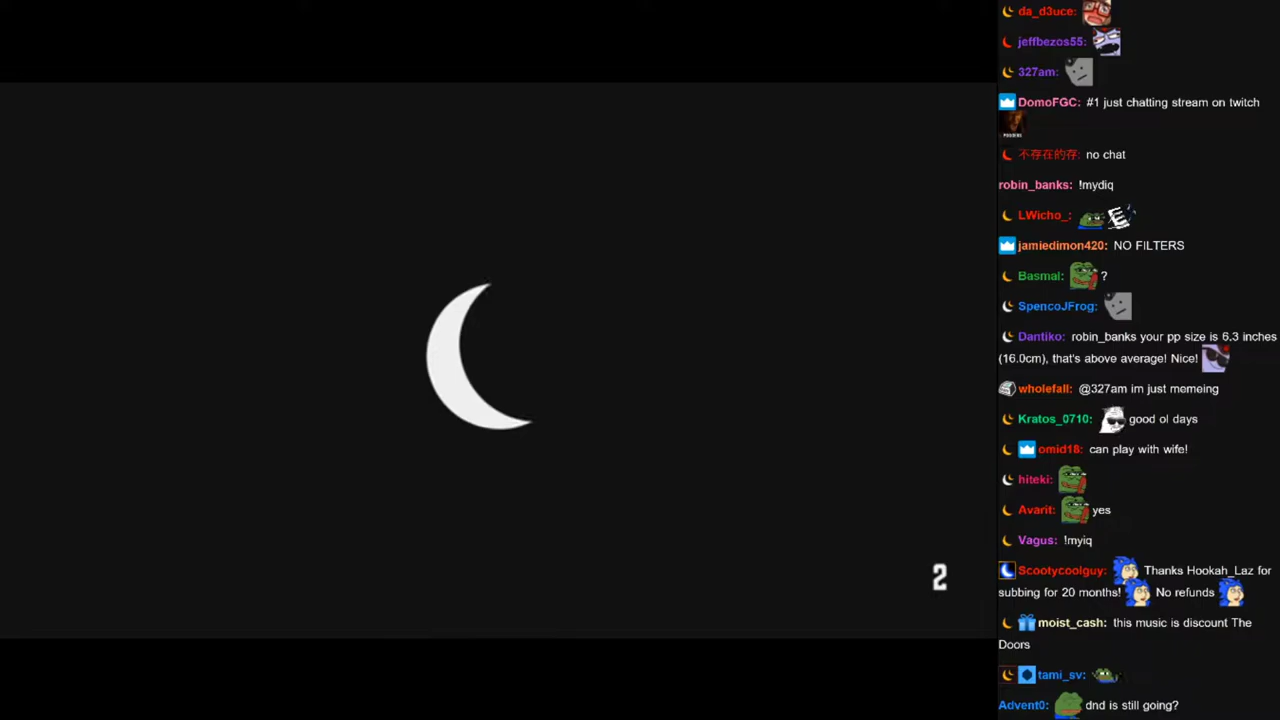 da_d3uce:
jeffbezos55:
327am:
DomoFGC: #1 just chatting stream on twitch
不存在的存: no chat
robin_banks: !mydiq
LWicho_:
jamiedimon420: NO FILTERS
Basmal: ?
SpencoJFrog:
Dantiko: robin_banks your pp size is 6.3 inches
(16.0cm), that's above average! Nice!
wholefall: @327am im just memeing
Kratos_0710: good ol days
omid18: can play with wife!
hiteki:
Avarit: yes
Vagus: !myiq
2
Scootycoolguy: Thanks Hookah_Laz for
subbing for 20 months! No refunds
moist_cash: this music is discount The
Doors
tami_sv:
Advent0: dnd is still going?